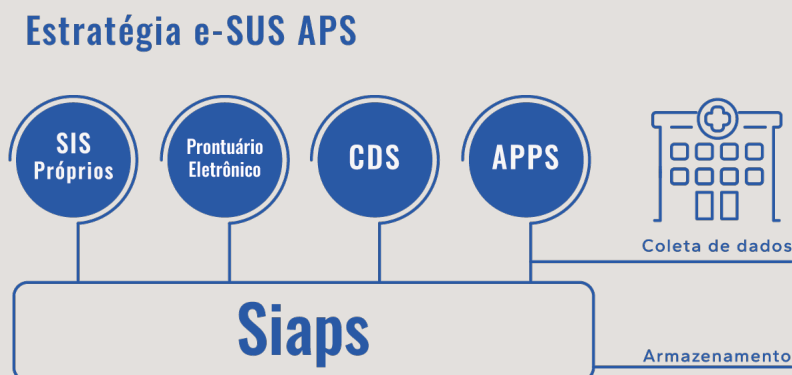 Estratégia e-SUS APS
SIS
Próprios
Prontuário
Eletrônico
CDS
APPS
Coleta de dados
Siaps
Armazenamento